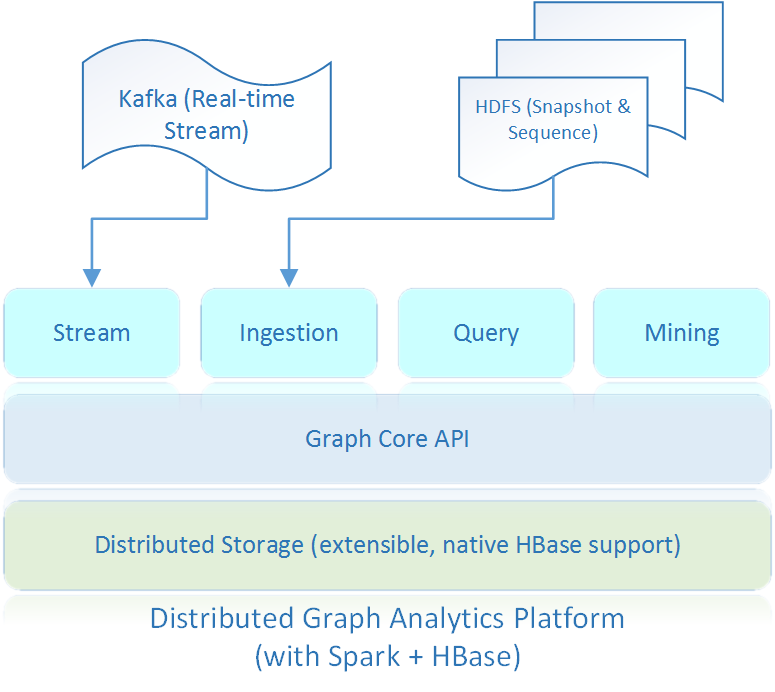 Kafka (Real-time
Stream)
HDFS (Snapshot &
Sequence)
Stream
Ingestion
Query
Mining
Graph Core API
Distributed Storage (extensible, native HBase support)
Distributed Graph Analytics Platform
(with Spark + HBase)